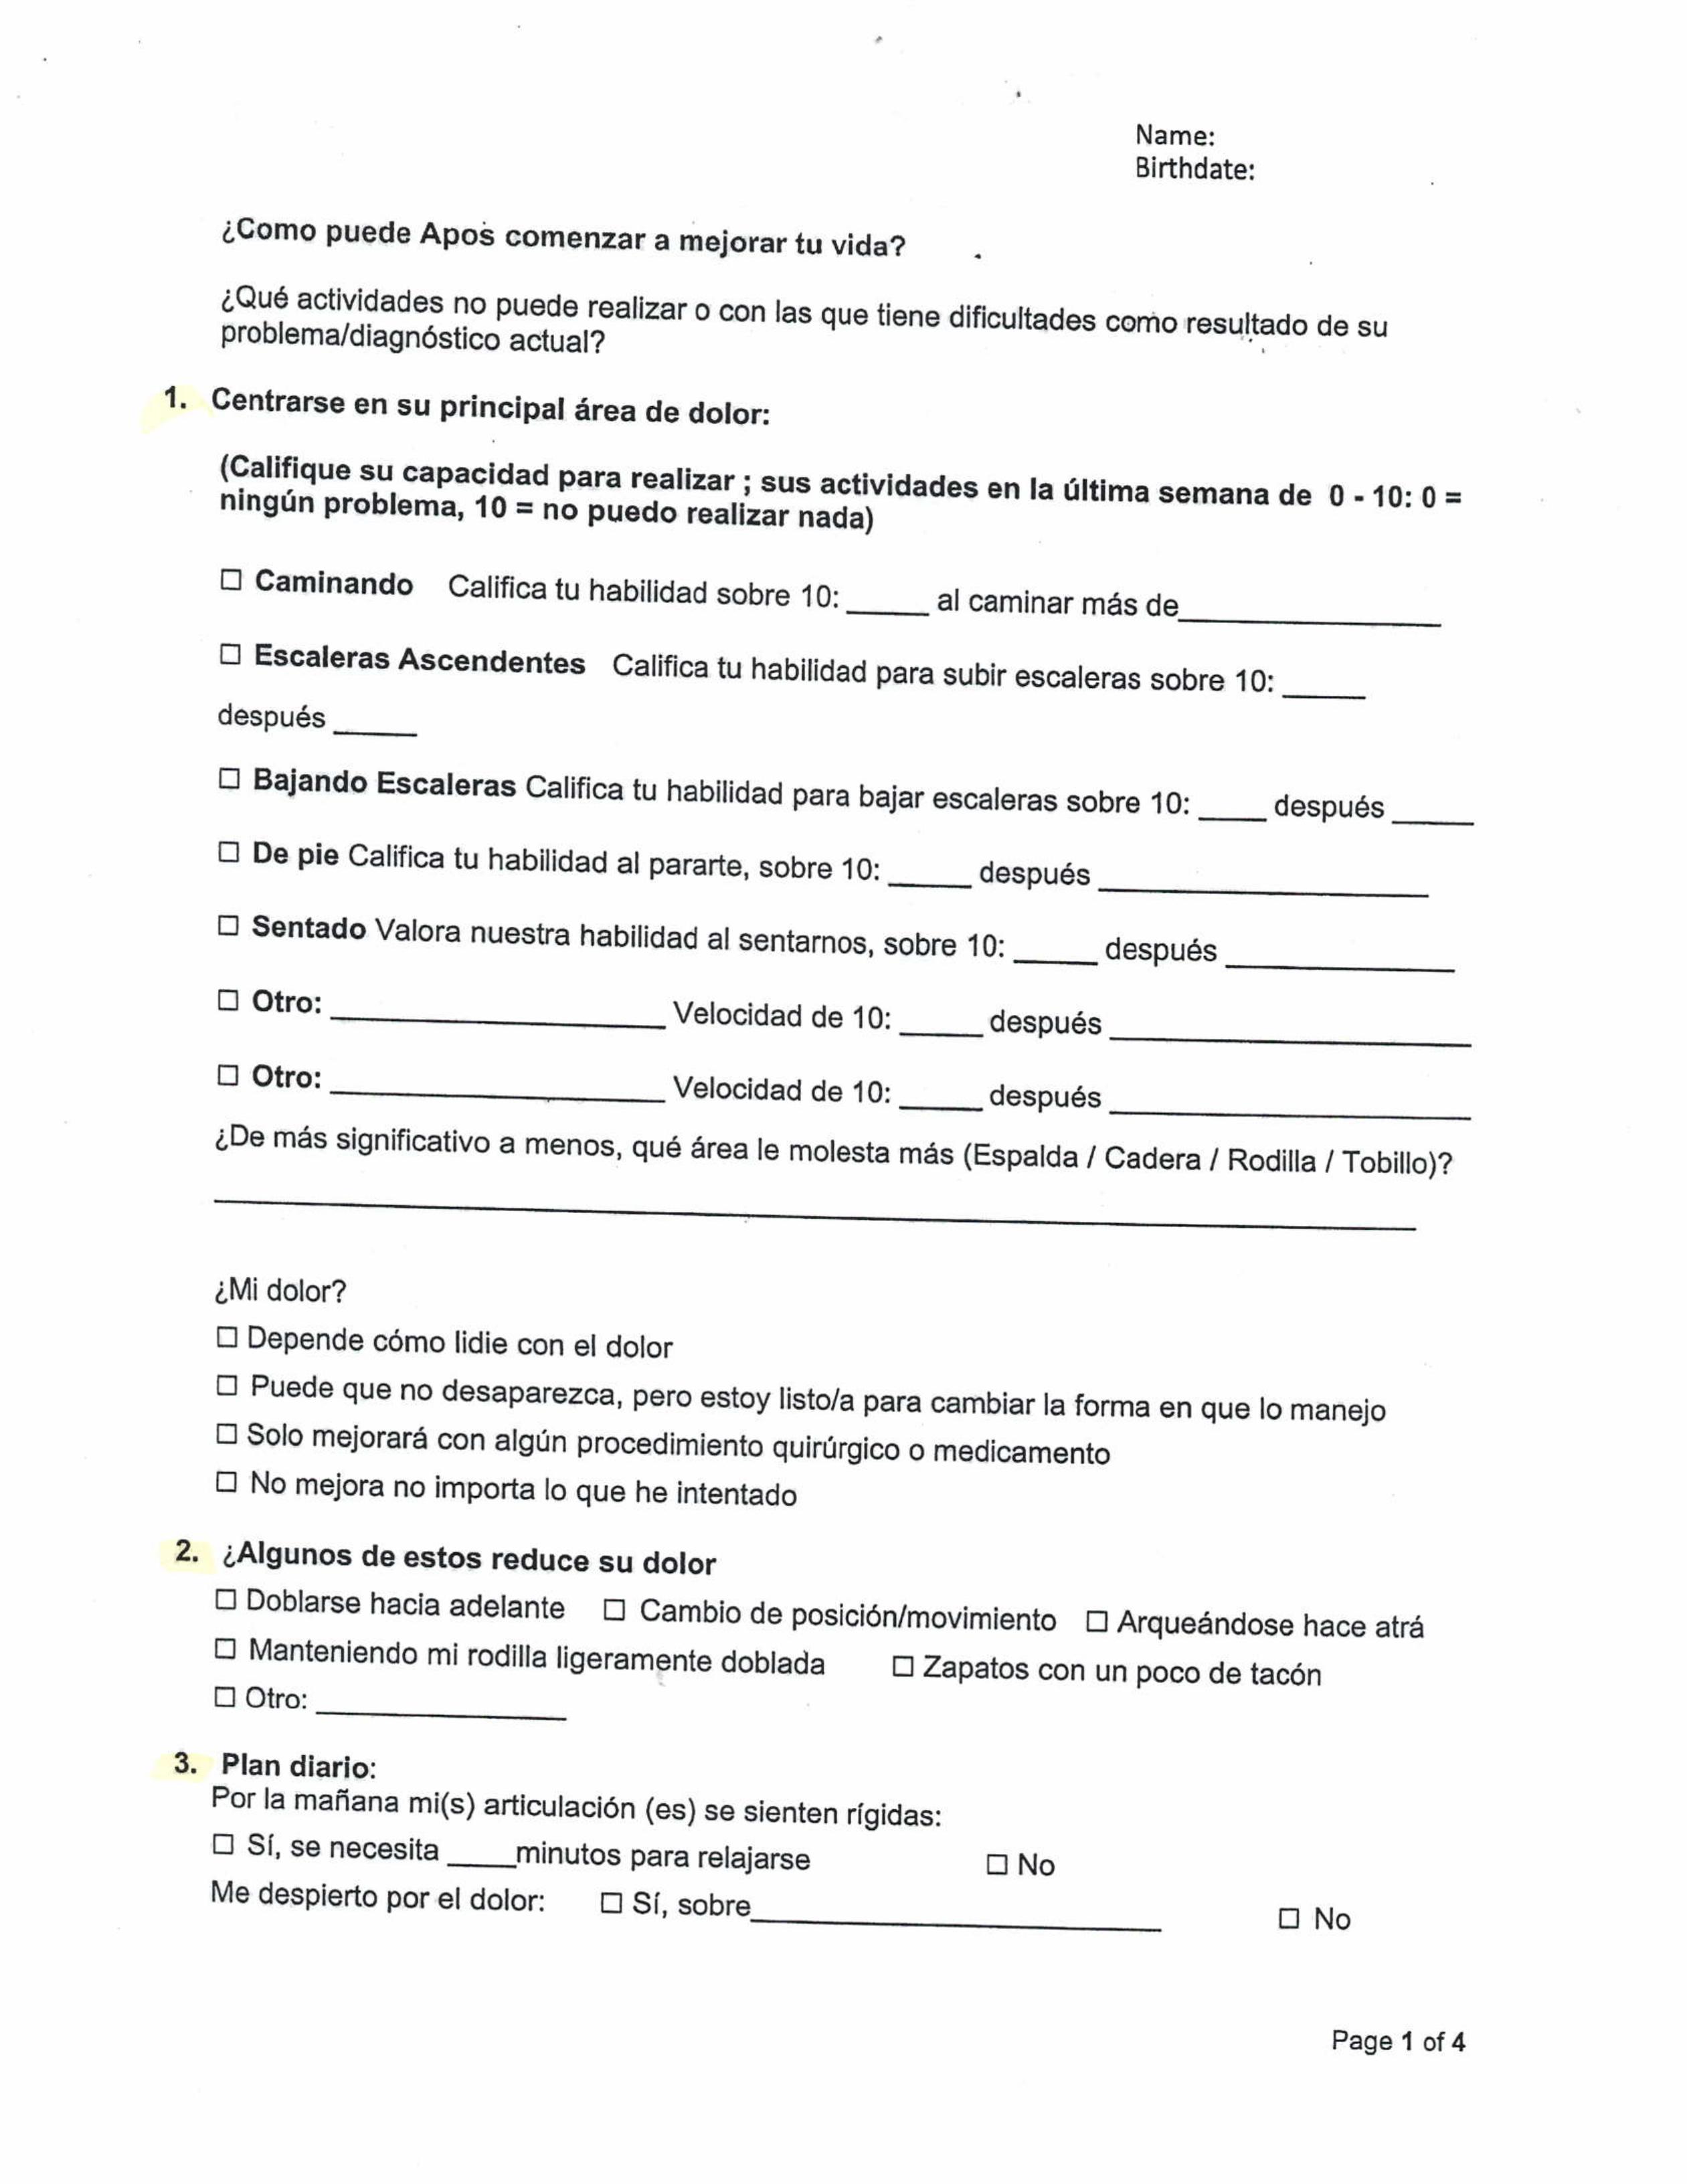 Name:
Birthdate:
¿Como puede Apos comenzar a mejorar tu vida?
¿Qué actividades no puede realizar o con las que tiene dificultades como resultado de su
problema/diagnóstico actual?
1. Centrarse en su principal área de dolor:
(Califique su capacidad para realizar ; sus actividades en la última semana de 0 - 10: 0 =
ningún problema, 10 = no puedo realizar nada)
☐ Caminando Califica tu habilidad sobre 10: _____ al caminar más de________________
☐ Escaleras Ascendentes Califica tu habilidad para subir escaleras sobre 10: _____
después _____
☐ Bajando Escaleras Califica tu habilidad para bajar escaleras sobre 10: ____ después _____
☐ De pie Califica tu habilidad al pararte, sobre 10: _____ después ____________________
☐ Sentado Valora nuestra habilidad al sentarnos, sobre 10: _____ después ______________
☐ Otro: ____________________ Velocidad de 10: _____ después ______________________
☐ Otro: ____________________ Velocidad de 10: _____ después ______________________
¿De más significativo a menos, qué área le molesta más (Espalda / Cadera / Rodilla / Tobillo)?
¿Mi dolor?
☐ Depende cómo lidie con el dolor
☐ Puede que no desaparezca, pero estoy listo/a para cambiar la forma en que lo manejo
☐ Solo mejorará con algún procedimiento quirúrgico o medicamento
☐ No mejora no importa lo que he intentado
2. ¿Algunos de estos reduce su dolor
☐ Doblarse hacia adelante ☐ Cambio de posición/movimiento ☐ Arqueándose hace atrá
☐ Manteniendo mi rodilla ligeramente doblada ☐ Zapatos con un poco de tacón
☐ Otro: _______________
3. Plan diario:
Por la mañana mi(s) articulación (es) se sienten rígidas:
☐ Sí, se necesita ____minutos para relajarse ☐ No
Me despierto por el dolor: ☐ Sí, sobre_________________________ ☐ No
Page 1 of 4